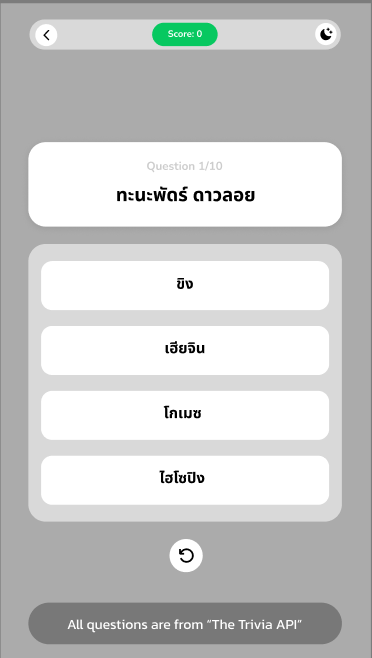 Score: 0
Question 1/10
ทะนะพัดร์ ดาวลอย
ขิง
เฮียจิน
โกเมซ
ไฮโซปิง
All questions are from “The Trivia API”